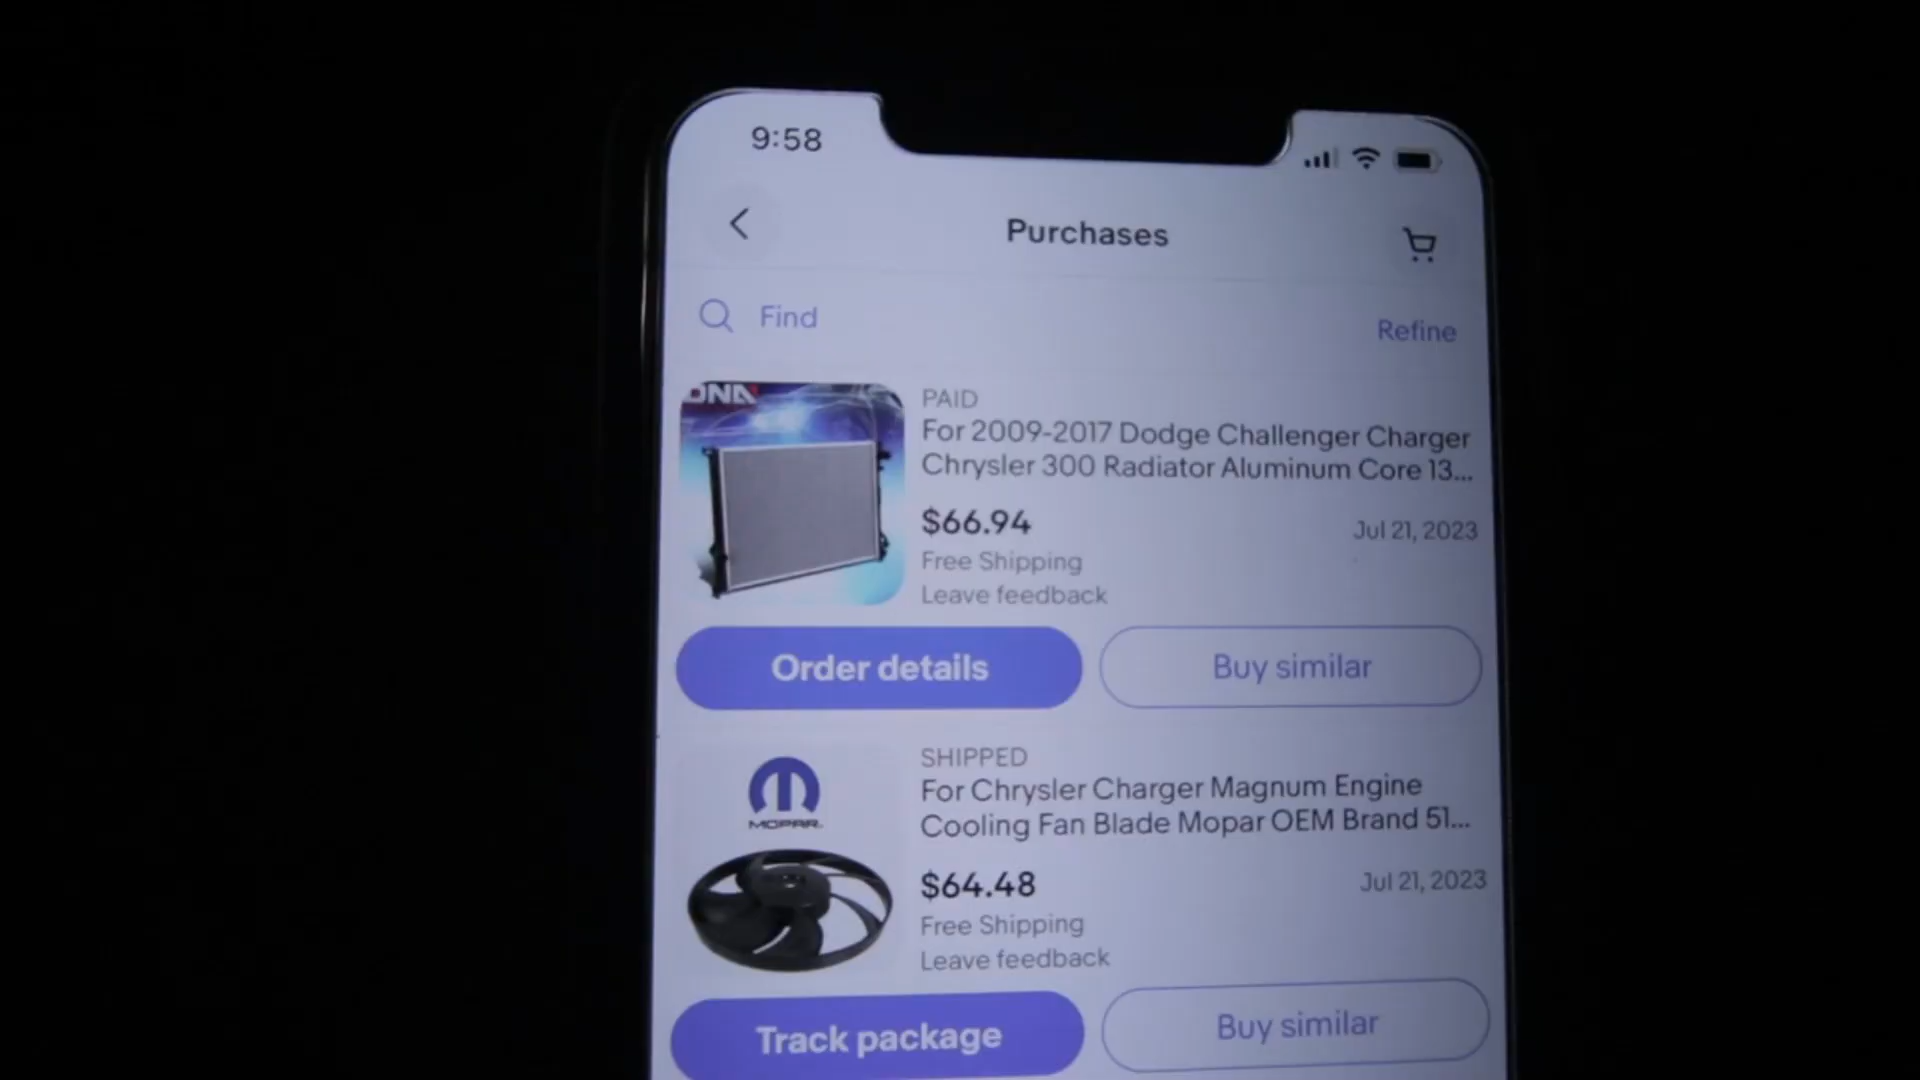 9:58
Purchases
Find
Refine
DNA
PAID
For 2009-2017 Dodge Challenger Charger
Chrysler 300 Radiator Aluminum Core 13...
$66.94
Jul 21, 2023
Free Shipping
Leave feedback
Order details
Buy similar
MOPAR
SHIPPED
For Chrysler Charger Magnum Engine
Cooling Fan Blade Mopar OEM Brand 51...
$64.48
Jul 21, 2023
Free Shipping
Leave feedback
Track package
Buy similar